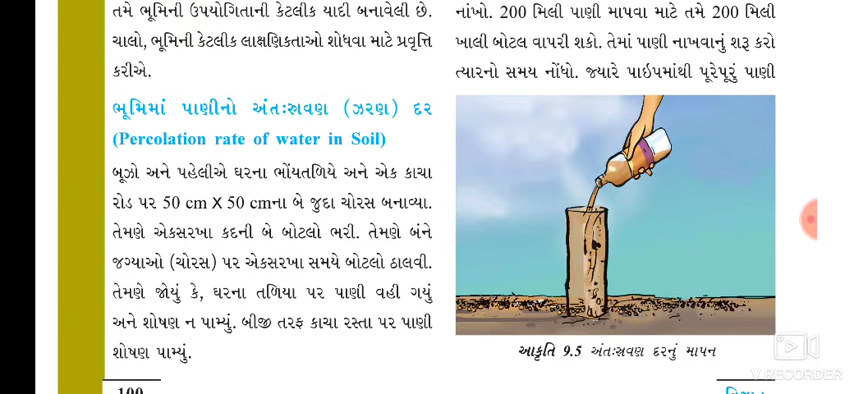 તમે ભૂમિની ઉપયોગિતાની કેટલીક યાદી બનાવેલી છે.
ચાલો, ભૂમિની કેટલીક લાક્ષણિકતાઓ શોધવા માટે પ્રવૃત્તિ
કરીએ.
ભૂમિમાં પાણીનો અંતઃસ્રવણ (ઝરણ) દર
(Percolation rate of water in Soil)
બૂઝો અને પહેલીએ ઘરના ભોંયતળિયે અને એક કાચા
રોડ પર 50 cm X 50 cmના બે જુદા ચોરસ બનાવ્યા.
તેમણે એકસરખા કદની બે બોટલો ભરી. તેમણે બંને
જગ્યાઓ (ચોરસ) પર એકસરખા સમયે બોટલો ઠાલવી.
તેમણે જોયું કે, ઘરના તળિયા પર પાણી વહી ગયું
અને શોષણ ન પામ્યું. બીજી તરફ કાચા રસ્તા પર પાણી
શોષણ પામ્યું.
100
નાંખો. 200 મિલી પાણી માપવા માટે તમે 200 મિલી
ખાલી બોટલ વાપરી શકો. તેમાં પાણી નાખવાનું શરૂ કરો
ત્યારનો સમય નોંધો. જ્યારે પાઇપમાંથી પૂરેપૂરું પાણી
આકૃતિ 9.5 અંતઃસ્રવણ દરનું માપન
V.RECORDER
વિજ્ઞાન